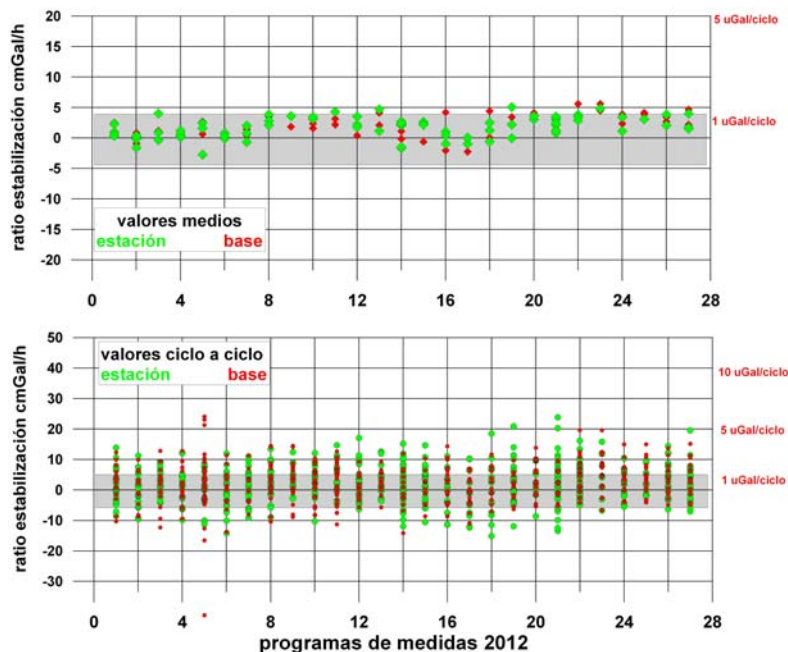 20
15
10
5
0
-5
-10
-15
-20
ratio estabilización cmGal/h
5 uGal/ciclo
1 uGal/ciclo
valores medios
estación base
0 4 8 12 16 20 24 28
50
40
30
20
10
0
-10
-20
-30
ratio estabilización cmGal/h
valores ciclo a ciclo
estación base
10 uGal/ciclo
5 uGal/ciclo
1 uGal/ciclo
0 4 8 12 16 20 24 28
programas de medidas 2012